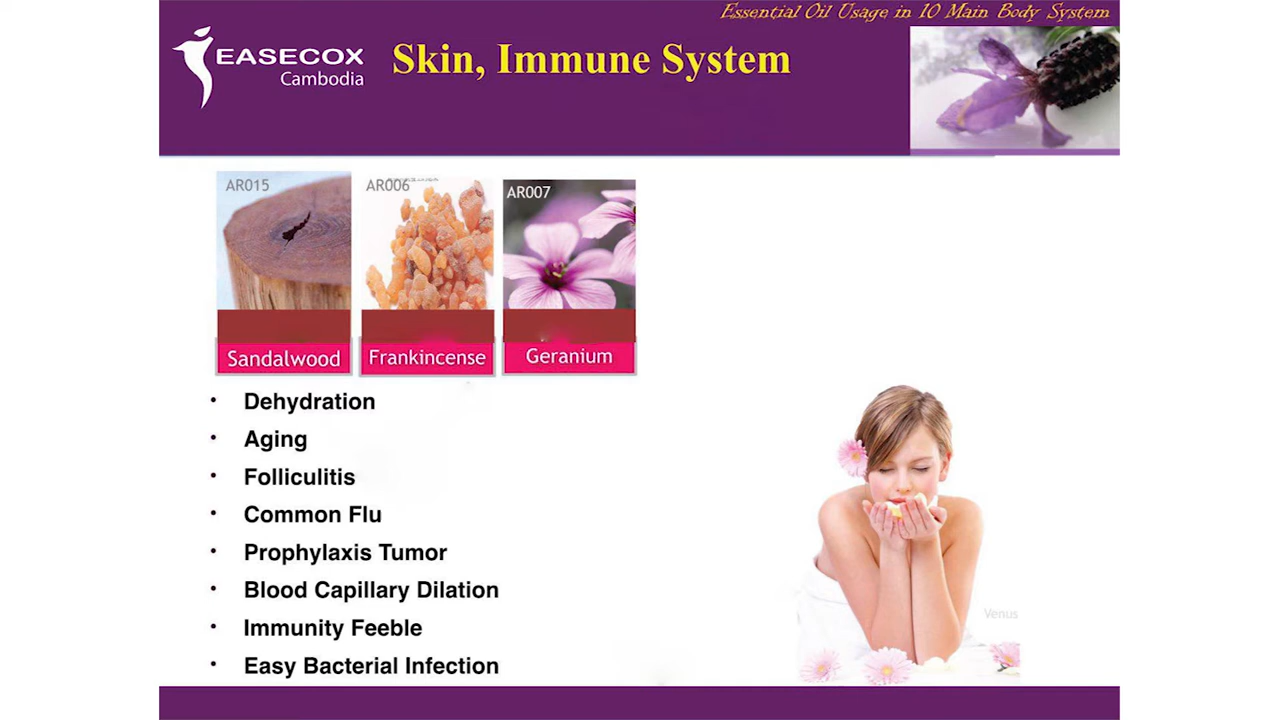 Essential Oil Usage in 10 Main Body System
EASECOX
Cambodia
Skin, Immune System
AR015
AR006
AR007
Sandalwood
Frankincense
Geranium
• Dehydration
• Aging
• Folliculitis
• Common Flu
• Prophylaxis Tumor
• Blood Capillary Dilation
• Immunity Feeble
• Easy Bacterial Infection
Venus